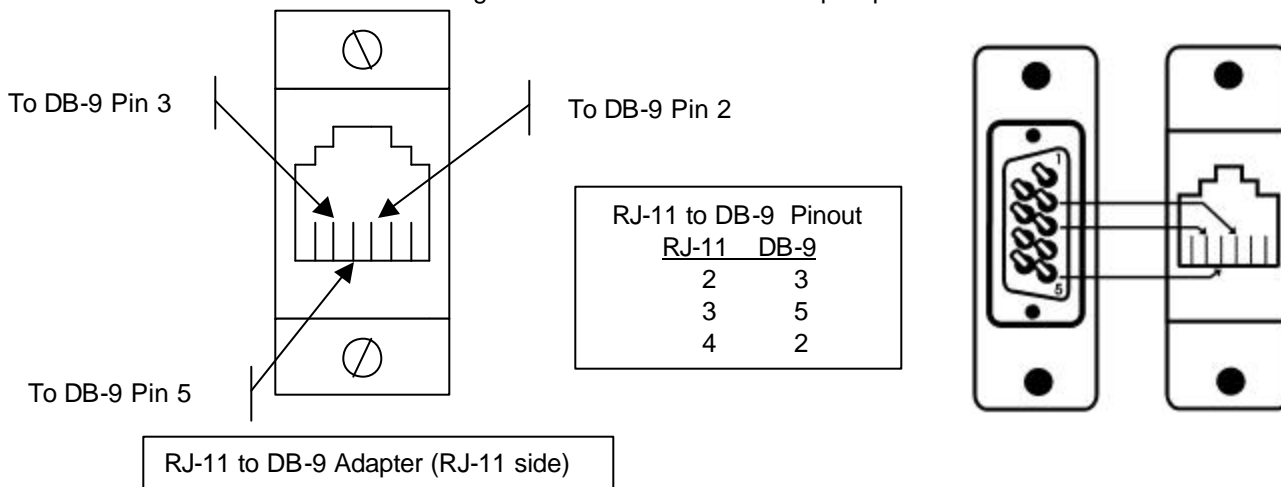 To DB-9 Pin 3
To DB-9 Pin 2
RJ-11 to DB-9 Pinout
RJ-11 DB-9
2 3
3 5
4 2
To DB-9 Pin 5
RJ-11 to DB-9 Adapter (RJ-11 side)
1
5